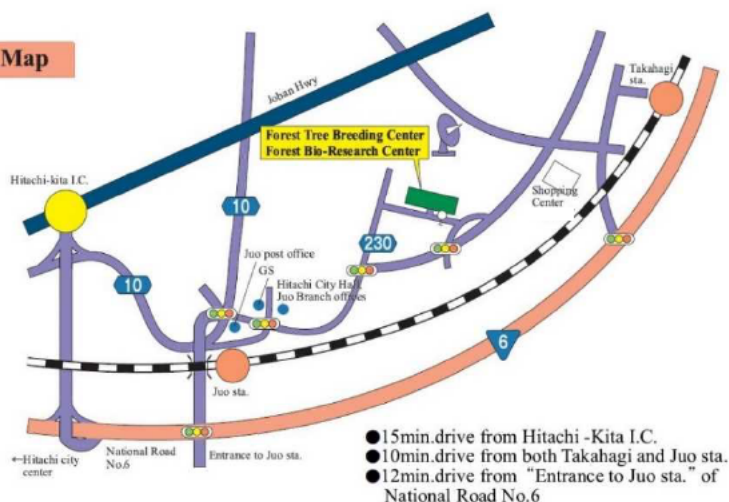 Map
Takahagi
sta.
Joban Hwy
Forest Tree Breeding Center
Forest Bio-Research Center
Hitachi-kita I.C.
Shopping
Center
10
230
Juo post office
GS
10
Hitachi City Hall
Juo Branch offices
6
Juo sta.
←Hitachi city
center
National Road
No.6
Entrance to Juo sta.
●15min.drive from Hitachi -Kita I.C.
●10min.drive from both Takahagi and Juo sta.
●12min.drive from “Entrance to Juo sta.” of
National Road No.6